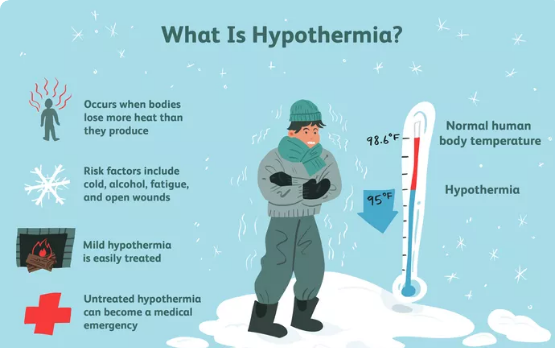 What Is Hypothermia?
Occurs when bodies
lose more heat than
they produce
Risk factors include
cold, alcohol, fatigue,
and open wounds
Mild hypothermia
is easily treated
Untreated hypothermia
can become a medical
emergency
98.6°F
Normal human
body temperature
95°F
Hypothermia